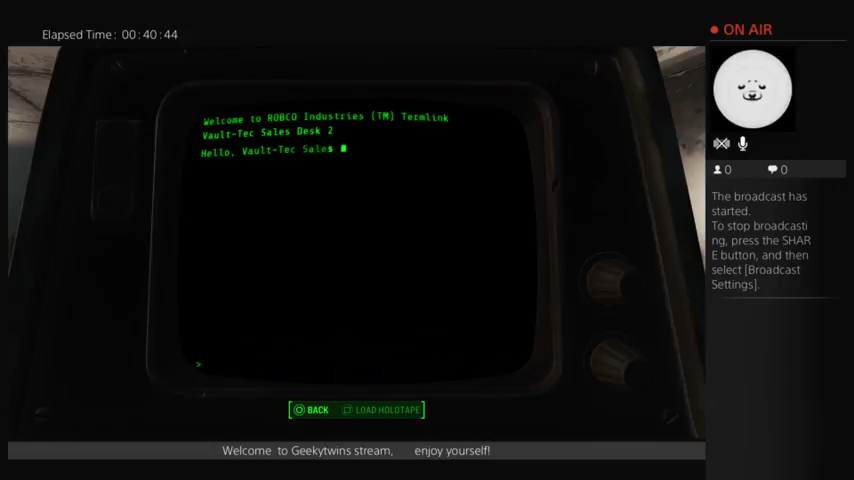 Elapsed Time: 00:40:44
ON AIR
Welcome to ROBCO Industries (TM) Termlink
Vault-Tec Sales Desk 2
Hello, Vault-Tec Sales
>
BACK LOAD HOLOTAPE
0 0
The broadcast has
started.
To stop broadcasti
ng, press the SHAR
E button, and then
select [Broadcast
Settings].
Welcome to Geekytwins stream, enjoy yourself!